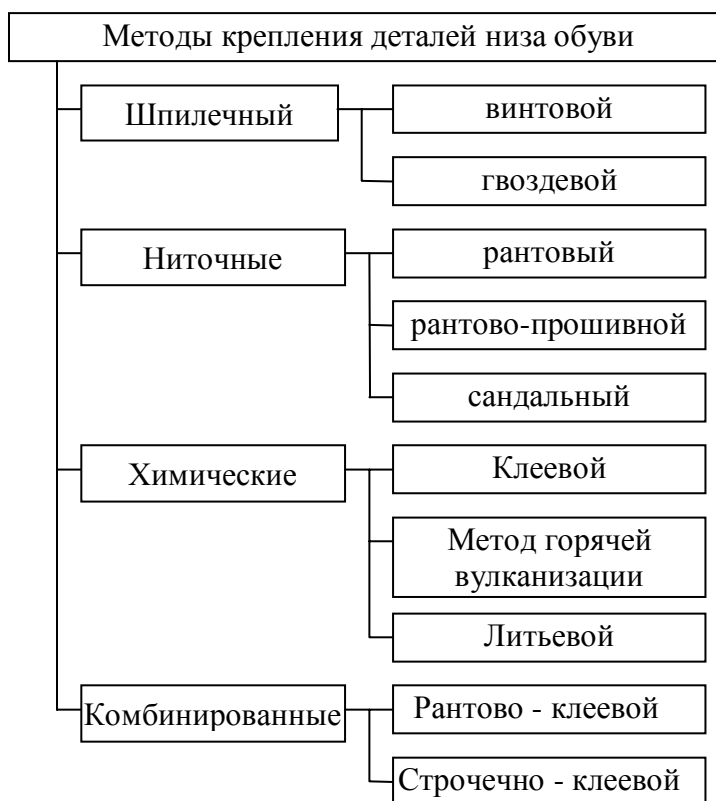 Методы крепления деталей низа обуви
Шпилечный
винтовой
гвоздевой
Ниточные
рантовый
рантово-прошивной
сандальный
Химические
Клеевой
Метод горячей
вулканизации
Литьевой
Комбинированные
Рантово - клеевой
Строчечно - клеевой